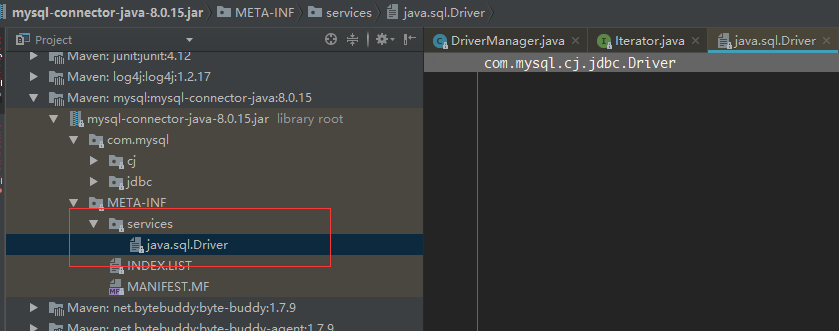 mysql-connector-java-8.0.15.jar META-INF services java.sql.Driver
Project
DriverManager.java Iterator.java java.sql.Driver
Maven: junit:junit:4.12
Maven: log4j:log4j:1.2.17
Maven: mysql:mysql-connector-java:8.0.15
mysql-connector-java-8.0.15.jar library root
com.mysql
cj
jdbc
META-INF
services
java.sql.Driver
INDEX.LIST
MANIFEST.MF
Maven: net.bytebuddy:byte-buddy:1.7.9
Maven: net.bytebuddy:byte-buddy-agent:1.7.9
com.mysql.cj.jdbc.Driver